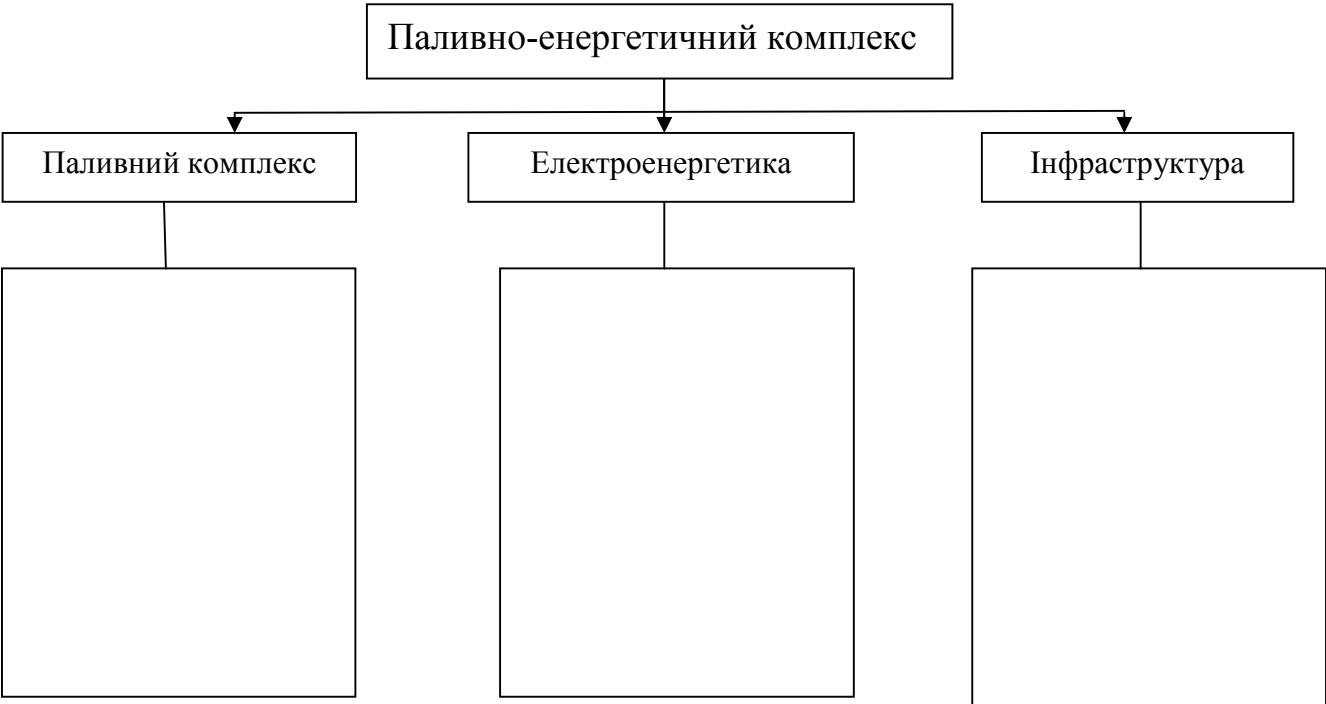 Паливно-енергетичний комплекс
Паливний комплекс
Електроенергетика
Інфраструктура